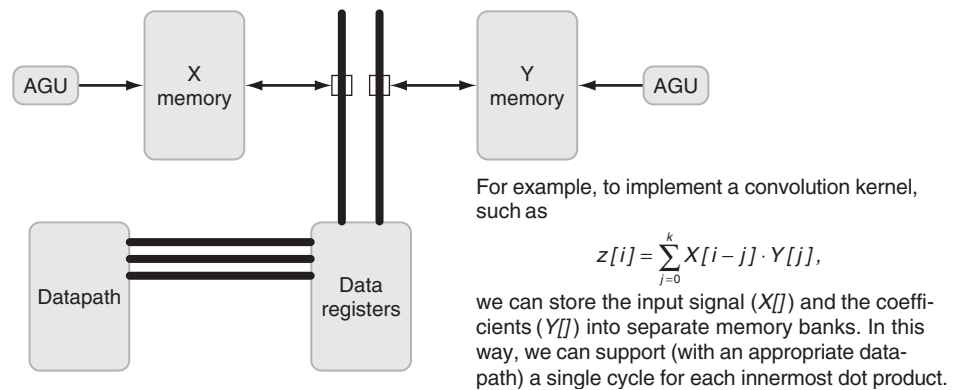 AGU
X
memory
Y
memory
AGU
For example, to implement a convolution kernel,
such as
z[i] = \sum_{j=0}^{k} X[i – j] · Y[j],
we can store the input signal (X[]) and the coeffi-
cients (Y[]) into separate memory banks. In this
way, we can support (with an appropriate data-
path) a single cycle for each innermost dot product.
Datapath
Data
registers